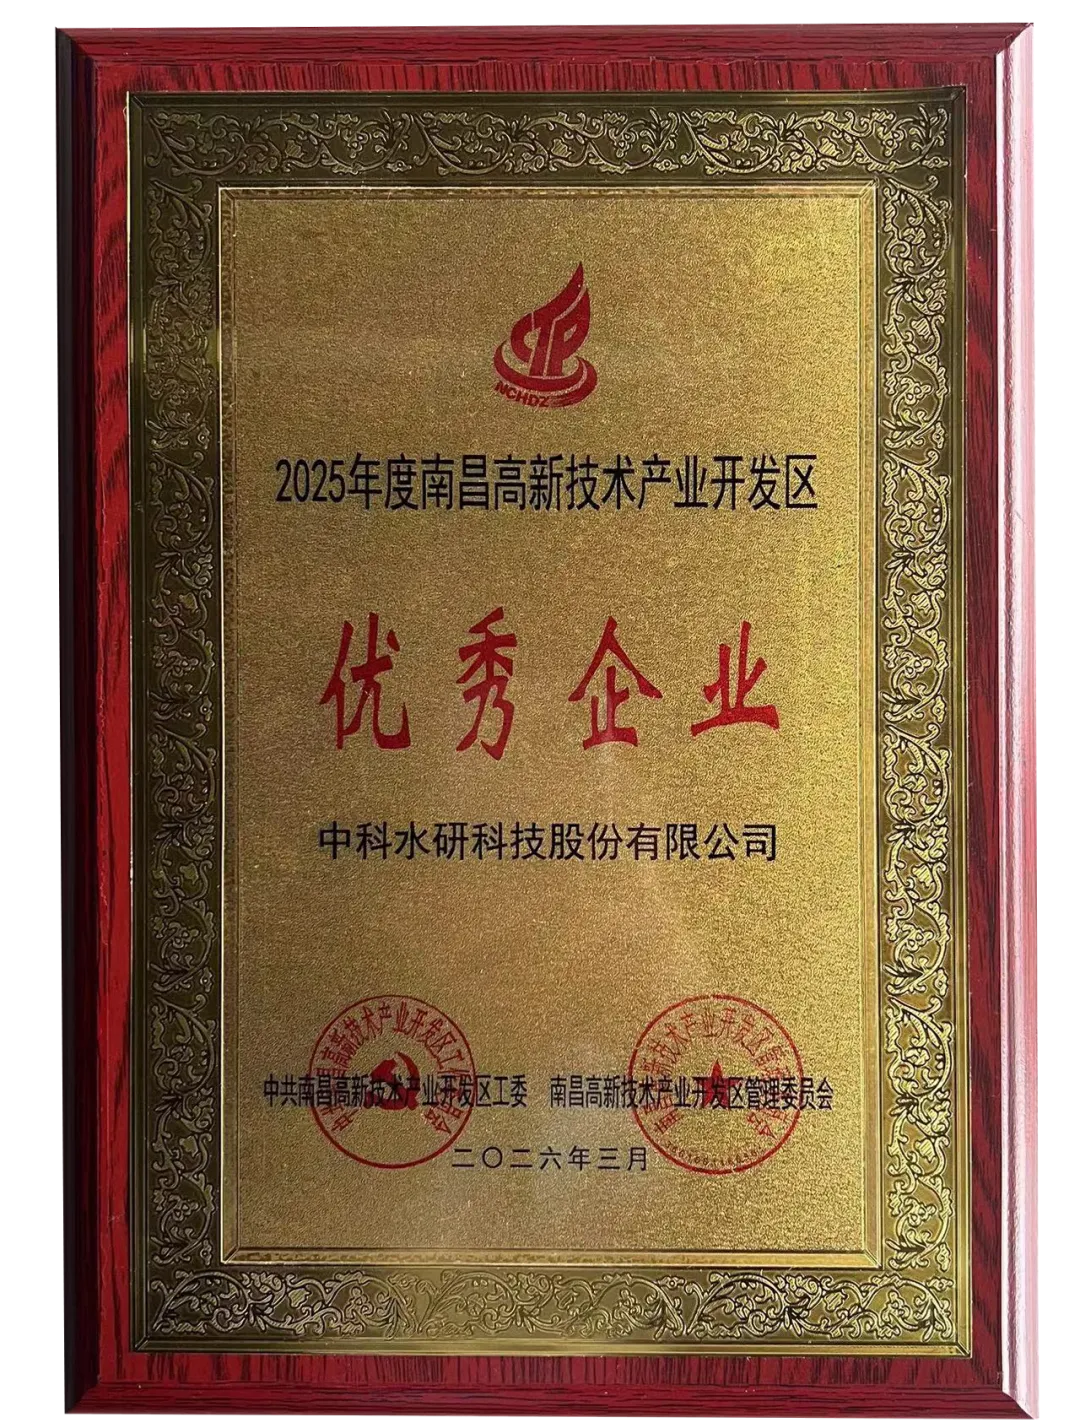 NCHDZ
2025年度南昌高新技术产业开发区
优秀企业
中科水研科技股份有限公司
中共南昌高新技术产业开发区工委 南昌高新技术产业开发区管理委员会
二〇二六年三月